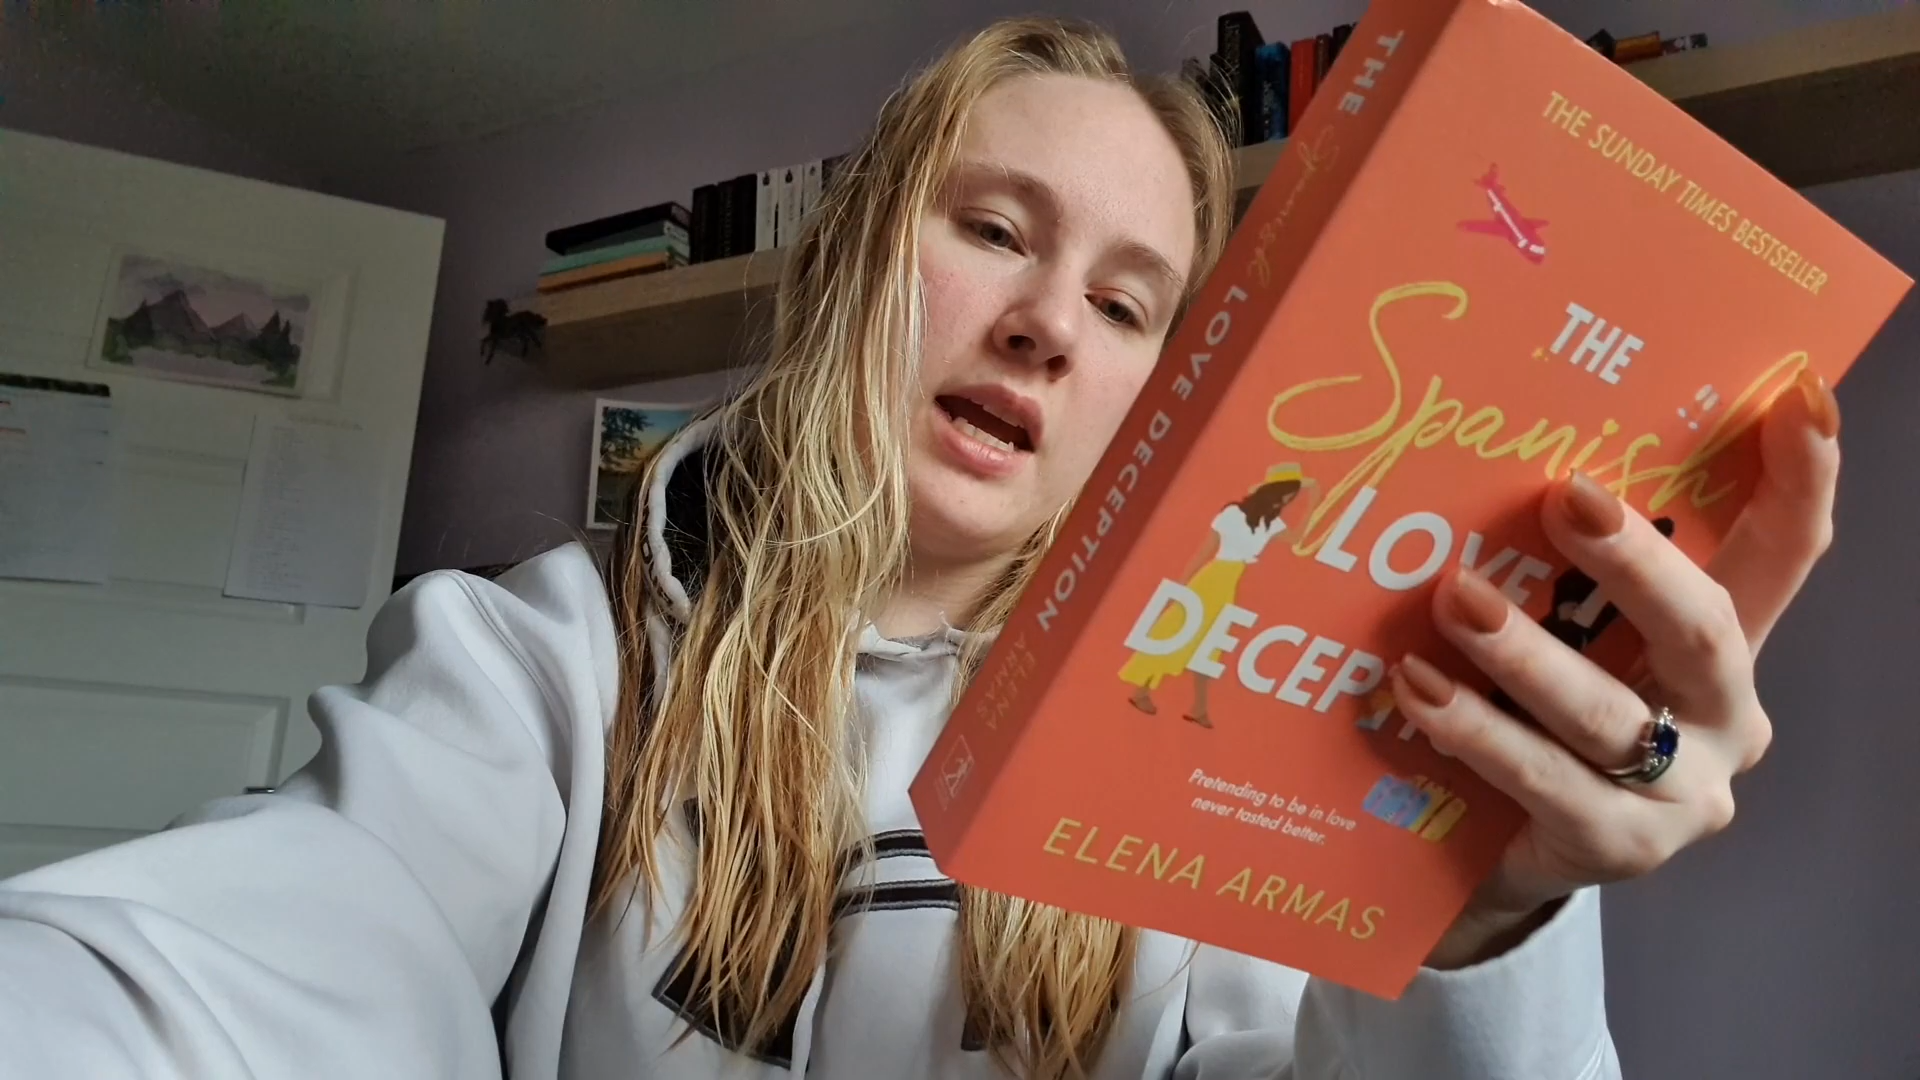 THE Spanish LOVE DECEPTION ELENA ARMAS
THE SUNDAY TIMES BESTSELLER
THE
Spanish
LOVE
DECEPT
Pretending to be in love
never tasted better.
ELENA ARMAS